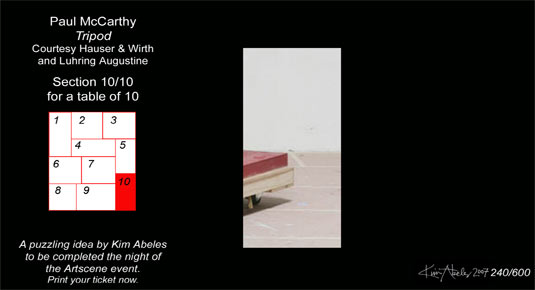 Paul McCarthy
Tripod
Courtesy Hauser & Wirth
and Luhring Augustine
Section 10/10
for a table of 10
1 2 3
4 5
6 7
8 9 10
A puzzling idea by Kim Abeles
to be completed the night of
the Artscene event.
Print your ticket now.
Kim Abeles 2007 240/600